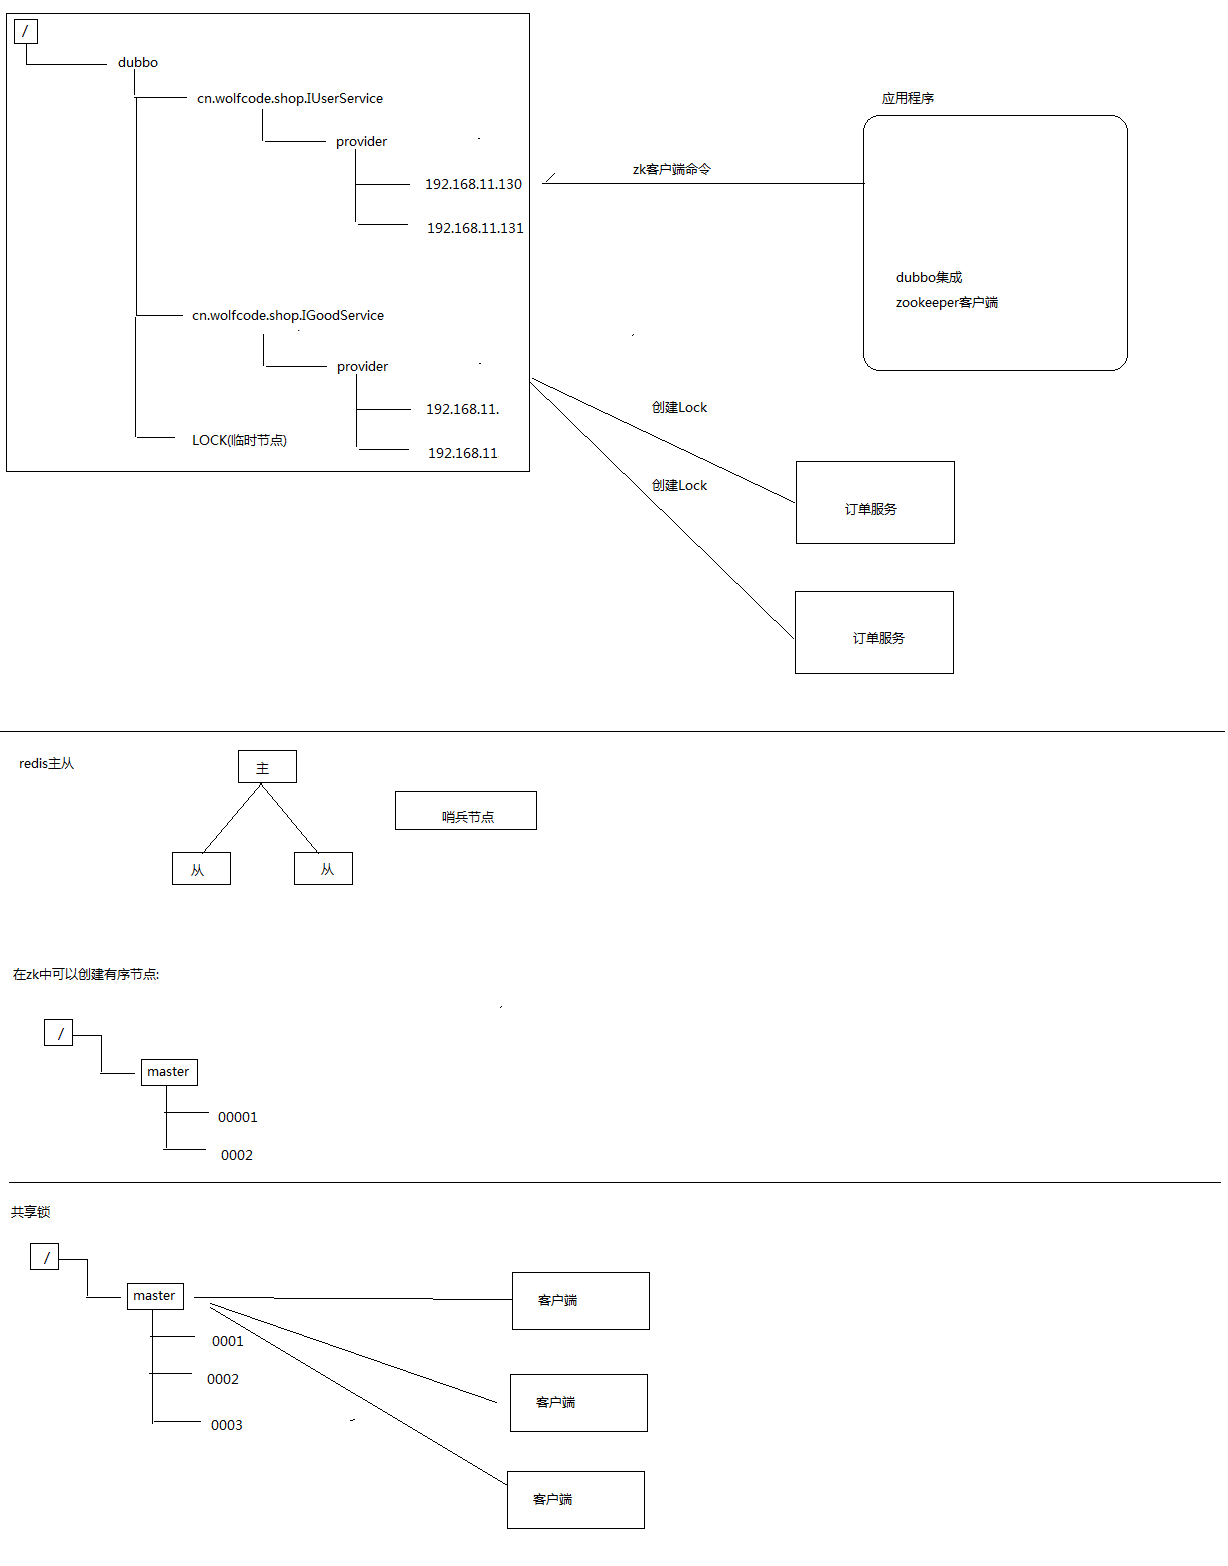 /
dubbo
cn.wolfcode.shop.IUserService
应用程序
provider
zk客户端命令
192.168.11.130
192.168.11.131
dubbo集成
zookeeper客户端
cn.wolfcode.shop.IGoodService
provider
192.168.11.
创建Lock
LOCK(临时节点)
192.168.11
创建Lock
订单服务
订单服务
redis主从
主
哨兵节点
从
从
在zk中可以创建有序节点:
/
master
00001
0002
共享锁
/
master
客户端
0001
0002
客户端
0003
客户端